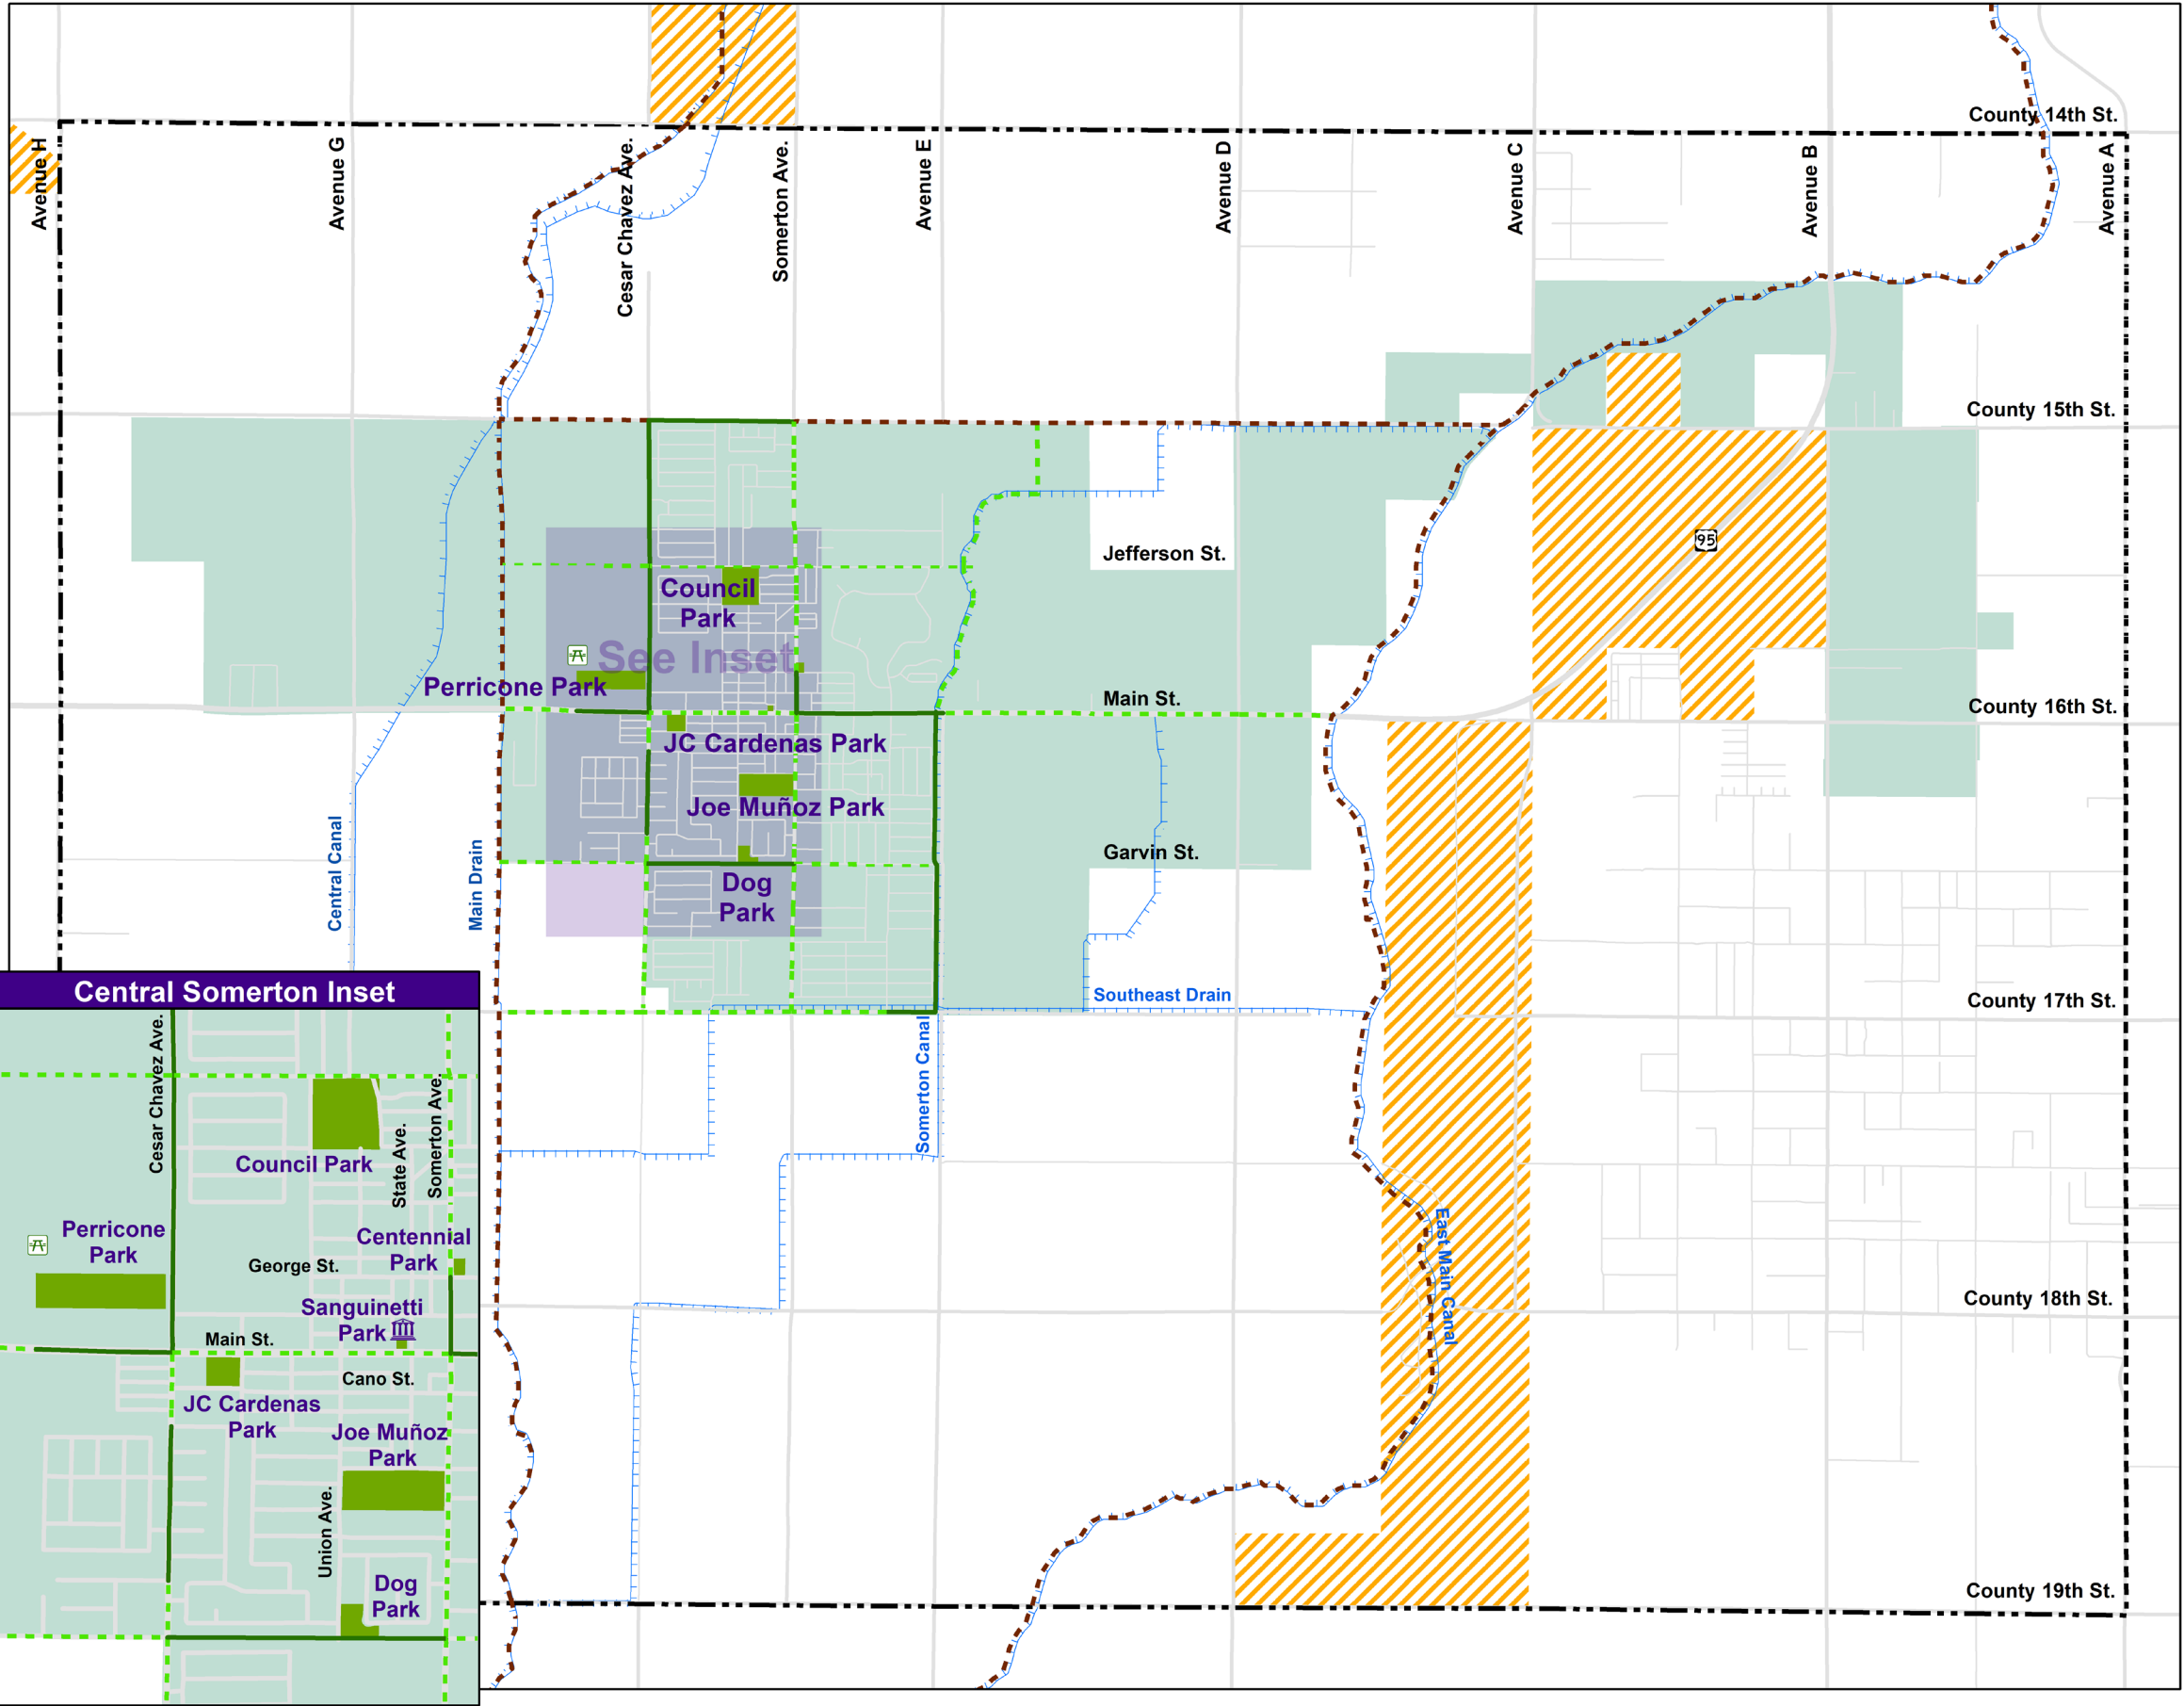 County 14th St.
Avenue H
Avenue G
Cesar Chavez Ave.
Somerton Ave.
Avenue E
Avenue D
Avenue C
Avenue B
Avenue A
County 15th St.
95
Jefferson St.
Council
Park
See Inset
Perricone Park
Main St.
County 16th St.
JC Cardenas Park
Joe Muñoz Park
Garvin St.
Dog
Park
Central Canal
Main Drain
Southeast Drain
County 17th St.
Somerton Canal
East Main Canal
County 18th St.
County 19th St.
Central Somerton Inset
Cesar Chavez Ave.
State Ave.
Somerton Ave.
Council Park
Perricone
Park
Centennial
Park
George St.
Sanguinetti
Park
Main St.
Cano St.
JC Cardenas
Park
Joe Muñoz
Park
Union Ave.
Dog
Park